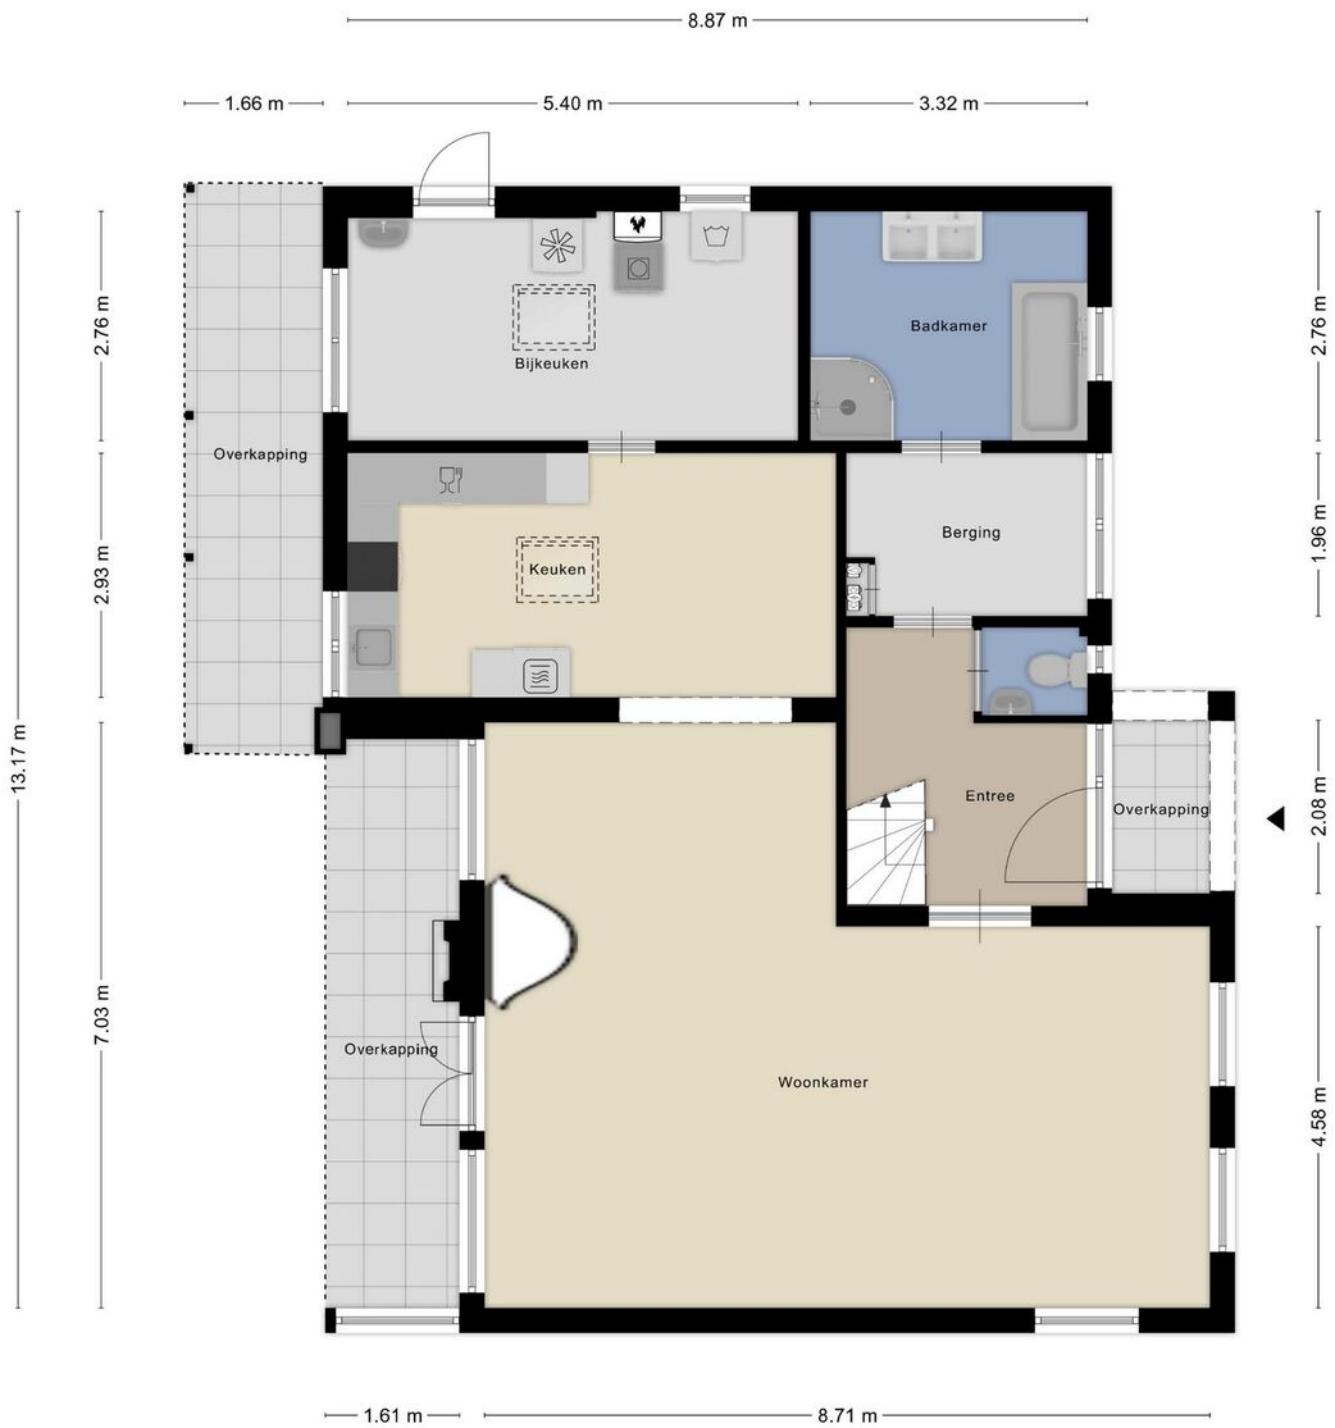 8.87 m
1.66 m
5.40 m
3.32 m
2.76 m
2.76 m
Badkamer
Bijkeuken
Overkapping
13.17 m
2.93 m
Berging
1.96 m
Keuken
Entree
Overkapping
2.08 m
7.03 m
Overkapping
Woonkamer
4.58 m
1.61 m
8.71 m